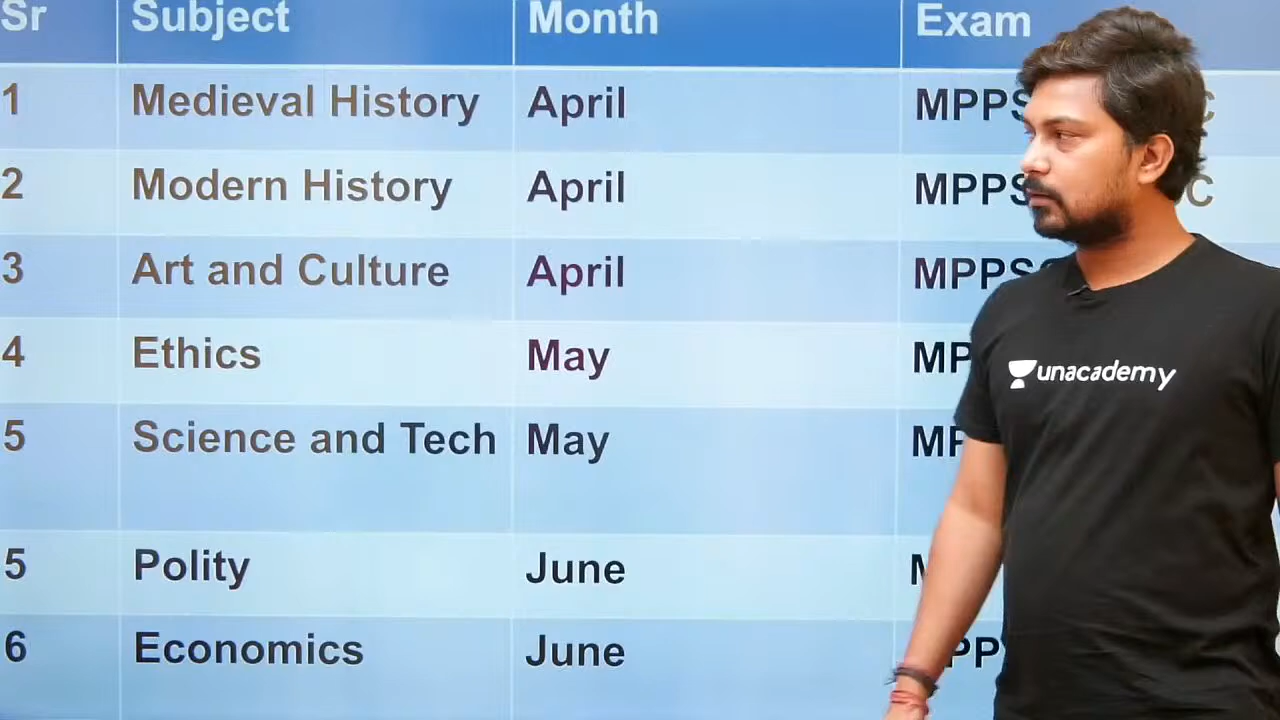 Sr Subject Month Exam
1 Medieval History April
2 Modern History April
3 Art and Culture April
4 Ethics May
5 Science and Tech May
5 Polity June
6 Economics June
unacademy